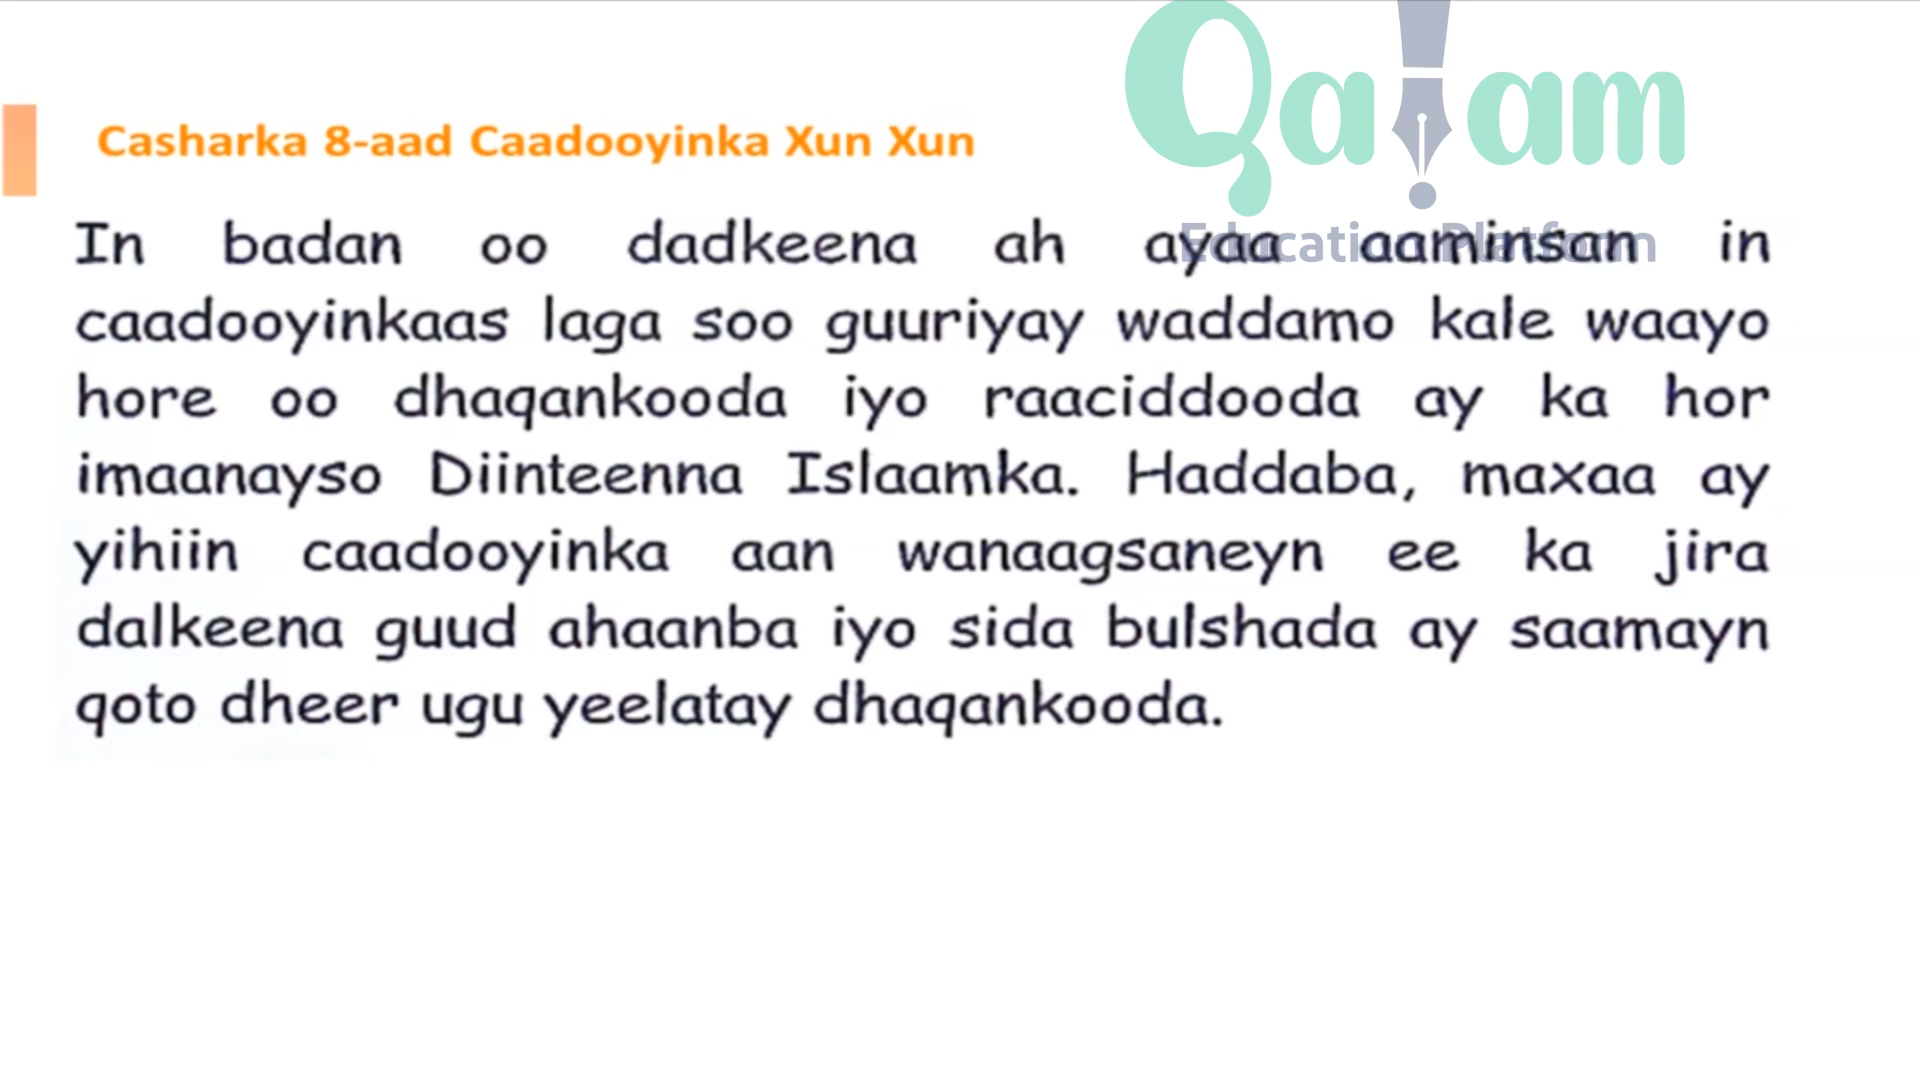 Qalam
Education Platform
Casharka 8-aad Caadooyinka Xun Xun
In badan oo dadkeena ah ayaa aaminsan in
caadooyinkaas laga soo guuriyay waddamo kale waayo
hore oo dhaqankooda iyo raaciddooda ay ka hor
imaanayso Diinteenna Islaamka. Haddaba, maxaa ay
yihiin caadooyinka aan wanaagsaneyn ee ka jira
dalkeena guud ahaanba iyo sida bulshada ay saamayn
qoto dheer ugu yeelatay dhaqankooda.